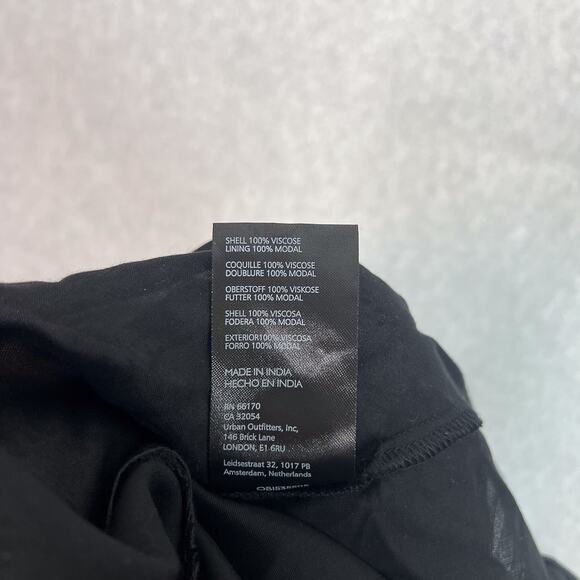 SHELL 100% VISCOSE
LINING 100% MODAL
COQUILLE 100% VISCOSE
DOUBLURE 100% MODAL
OBERSTOFF 100% VISKOSE
FUTTER 100% MODAL
SHELL 100% VISCOSA
FODERA 100% MODAL
EXTERIOR100% VISCOSA
FORRO 100% MODAL
MADE IN INDIA
HECHO EN INDIA
RN 66170
CA 32054
Urban Outfitters, Inc,
146 Brick Lane
LONDON, E1 6RU
Leidsestraat 32, 1017 PB
Amsterdam, Netherlands